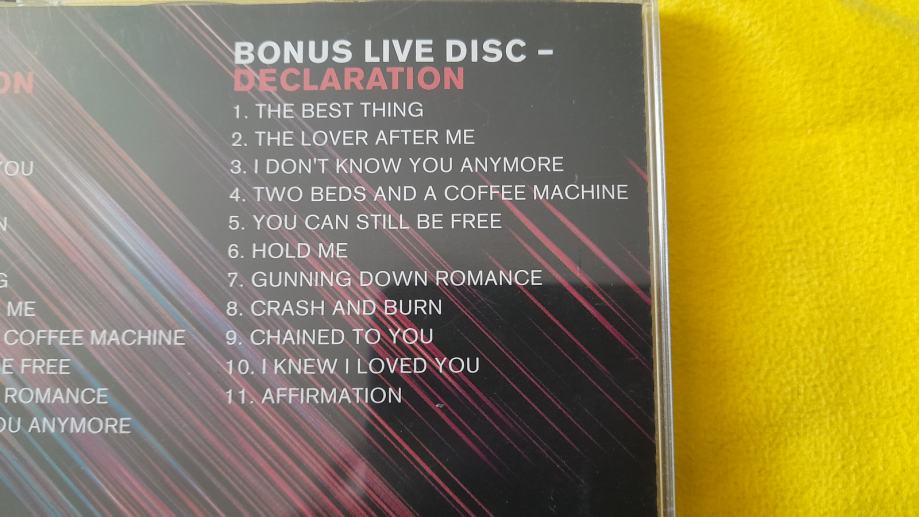 ON
YOU
N
G
ME
COFFEE MACHINE
E FREE
ROMANCE
OU ANYMORE
BONUS LIVE DISC –
DECLARATION
1. THE BEST THING
2. THE LOVER AFTER ME
3. I DON'T KNOW YOU ANYMORE
4. TWO BEDS AND A COFFEE MACHINE
5. YOU CAN STILL BE FREE
6. HOLD ME
7. GUNNING DOWN ROMANCE
8. CRASH AND BURN
9. CHAINED TO YOU
10. I KNEW I LOVED YOU
11. AFFIRMATION